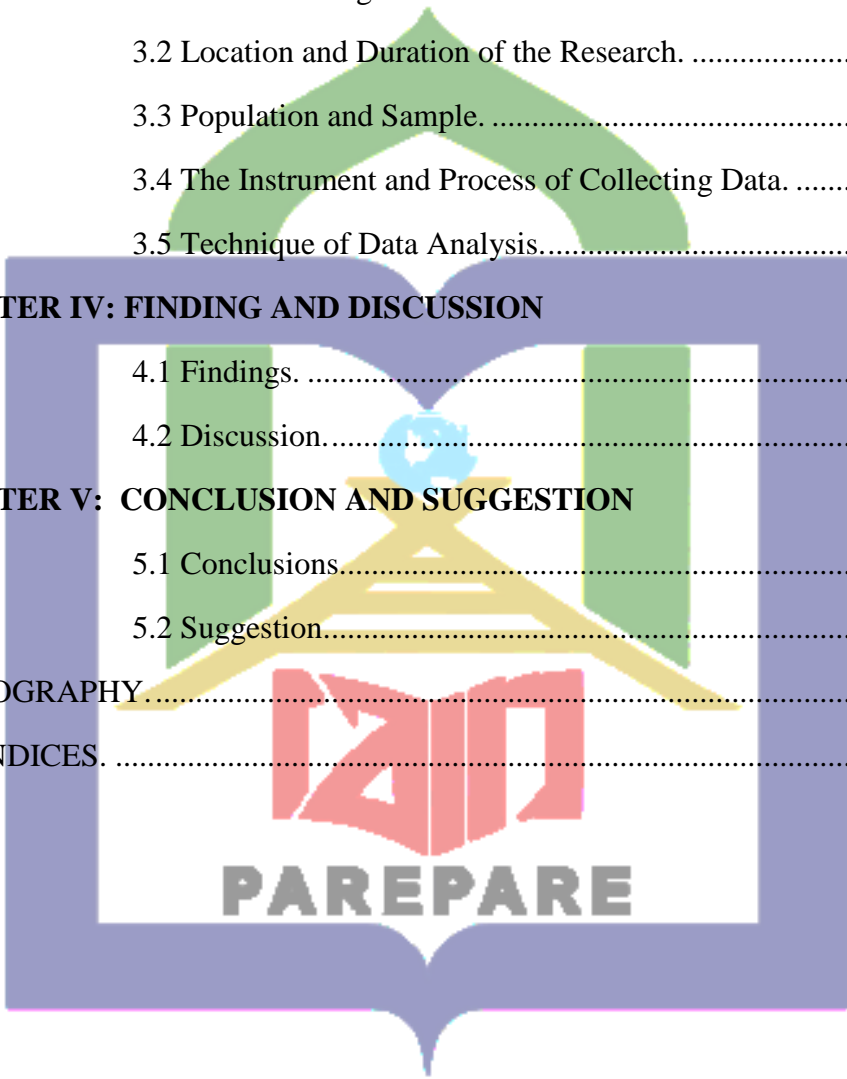 3.2 Location and Duration of the Research. ....................
3.3 Population and Sample. ..............................................
3.4 The Instrument and Process of Collecting Data. .......
3.5 Technique of Data Analysis.......................................
TER IV: FINDING AND DISCUSSION
4.1 Findings. .....................................................................
4.2 Discussion...................................................................
TER V: CONCLUSION AND SUGGESTION
5.1 Conclusions.................................................................
5.2 Suggestion...................................................................
OGRAPHY...........................................................................
NDICES. ..............................................................................
iain
PAREPARE